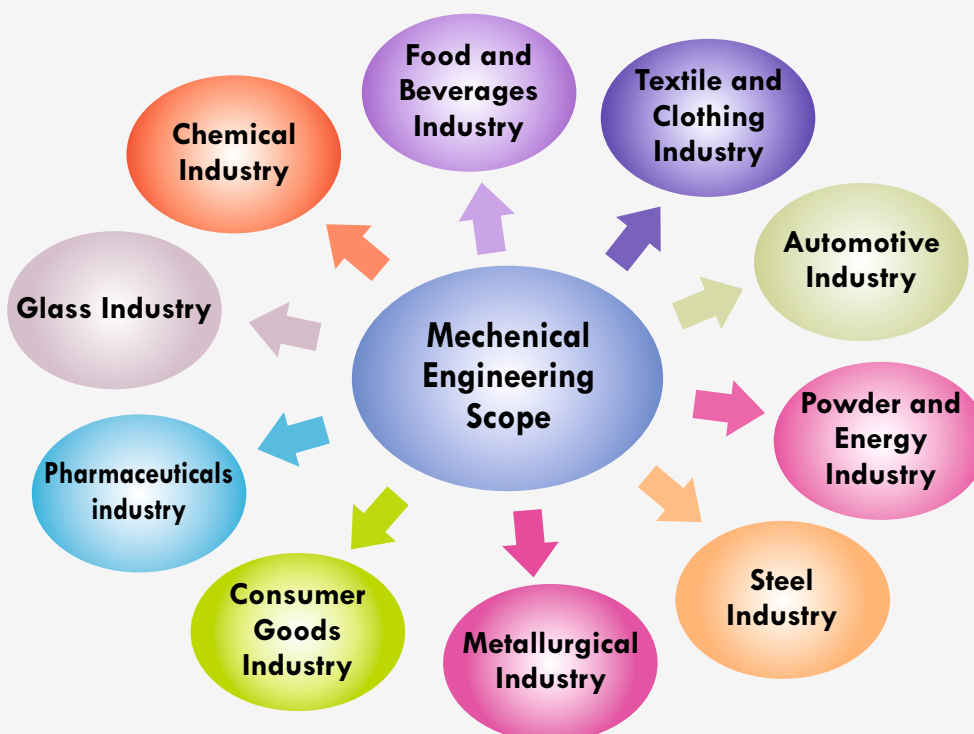 Food and
Beverages
Industry
Textile and
Clothing
Industry
Chemical
Industry
Automotive
Industry
Glass Industry
Mechenical
Engineering
Scope
Powder and
Energy
Industry
Pharmaceuticals
industry
Steel
Industry
Consumer
Goods
Industry
Metallurgical
Industry